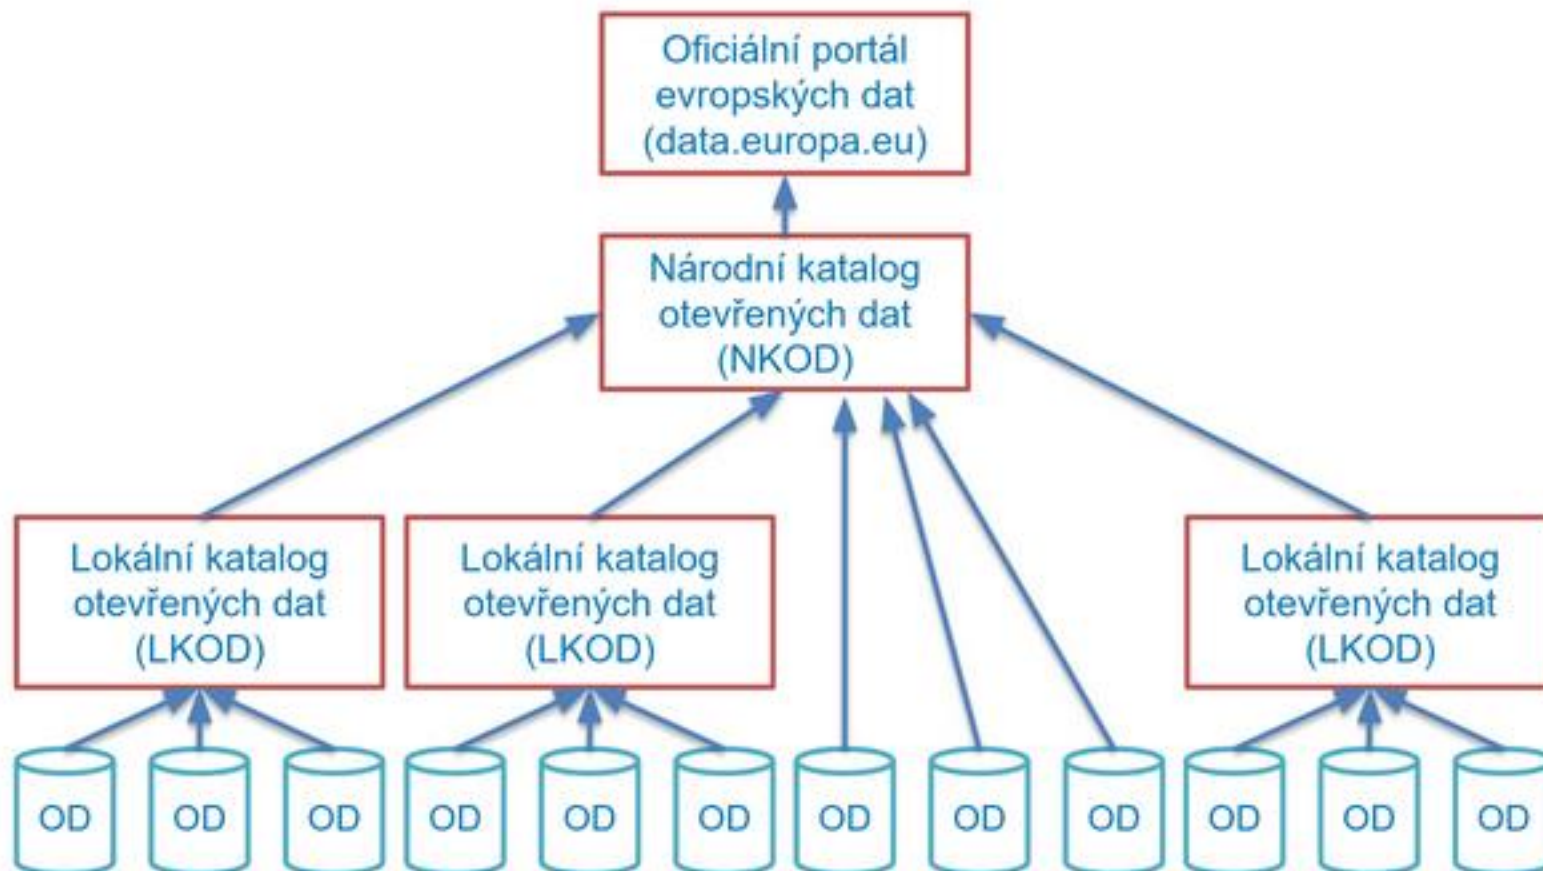 Oficiální portál
evropských dat
(data.europa.eu)
Národní katalog
otevřených dat
(NKOD)
Lokální katalog
otevřených dat
(LKOD)
Lokální katalog
otevřených dat
(LKOD)
Lokální katalog
otevřených dat
(LKOD)
OD
OD
OD
OD
OD
OD
OD
OD
OD
OD
OD
OD